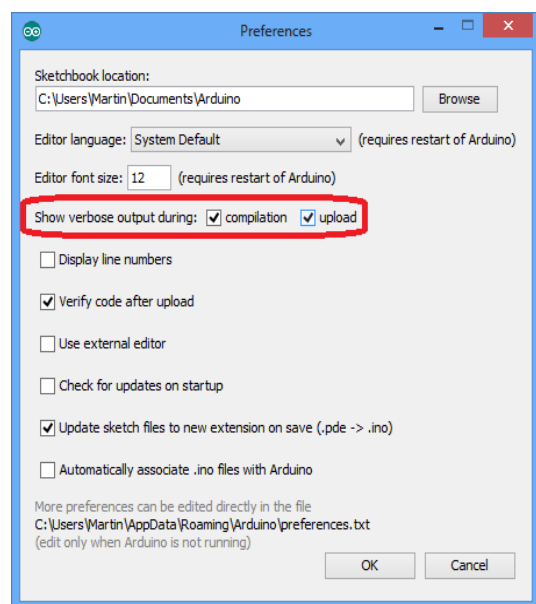 Preferences
Sketchbook location:
C:\Users\Martin\Documents\Arduino Browse
Editor language: System Default (requires restart of Arduino)
Editor font size: 12 (requires restart of Arduino)
Show verbose output during: compilation upload
Display line numbers
Verify code after upload
Use external editor
Check for updates on startup
Update sketch files to new extension on save (.pde -> .ino)
Automatically associate .ino files with Arduino
More preferences can be edited directly in the file
C:\Users\Martin\AppData\Roaming\Arduino\preferences.txt
(edit only when Arduino is not running)
OK Cancel